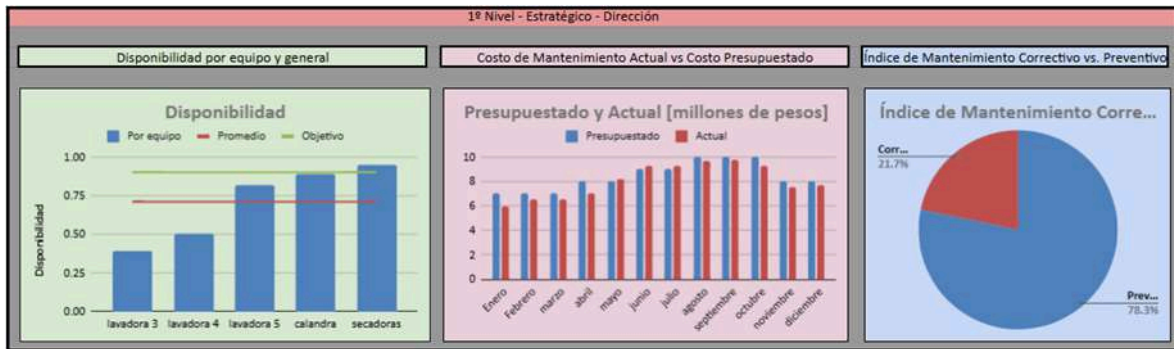 1º Nivel - Estratégico - Dirección
Disponibilidad por equipo y general
Costo de Mantenimiento Actual vs Costo Presupuestado
Índice de Mantenimiento Correctivo vs. Preventivo
Disponibilidad
Por equipo Promedio Objetivo
1.00
0.75
0.50
0.25
0.00
Disponibilidad
lavadora 3 lavadora 4 lavadora 5 calandra secadoras
Presupuestado y Actual [millones de pesos]
Presupuestado Actual
10
8
6
4
2
0
Enero Febrero marzo abril mayo junio julio agosto septiembre octubre noviembre diciembre
Índice de Mantenimiento Corre...
Corr...
21.7%
Prev...
78.3%